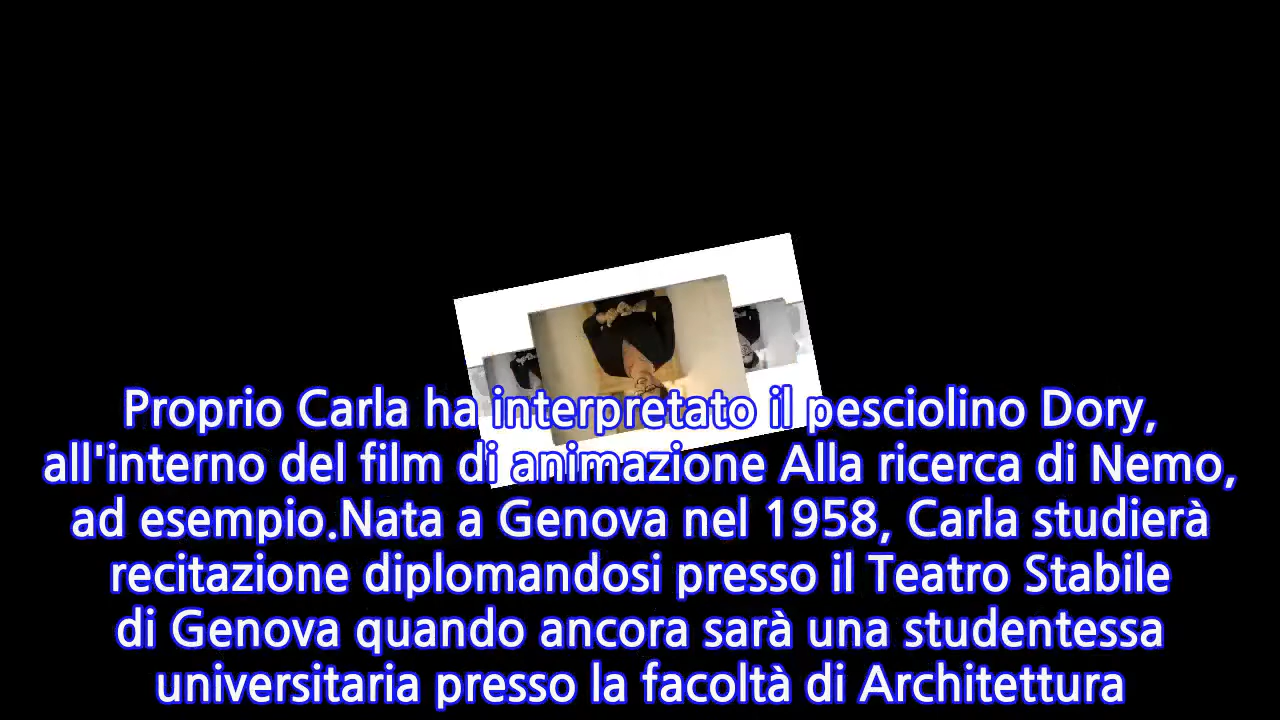 Proprio Carla ha interpretato il pesciolino Dory,
all'interno del film di animazione Alla ricerca di Nemo,
ad esempio.Nata a Genova nel 1958, Carla studierà
recitazione diplomandosi presso il Teatro Stabile
di Genova quando ancora sarà una studentessa
universitaria presso la facoltà di Architettura